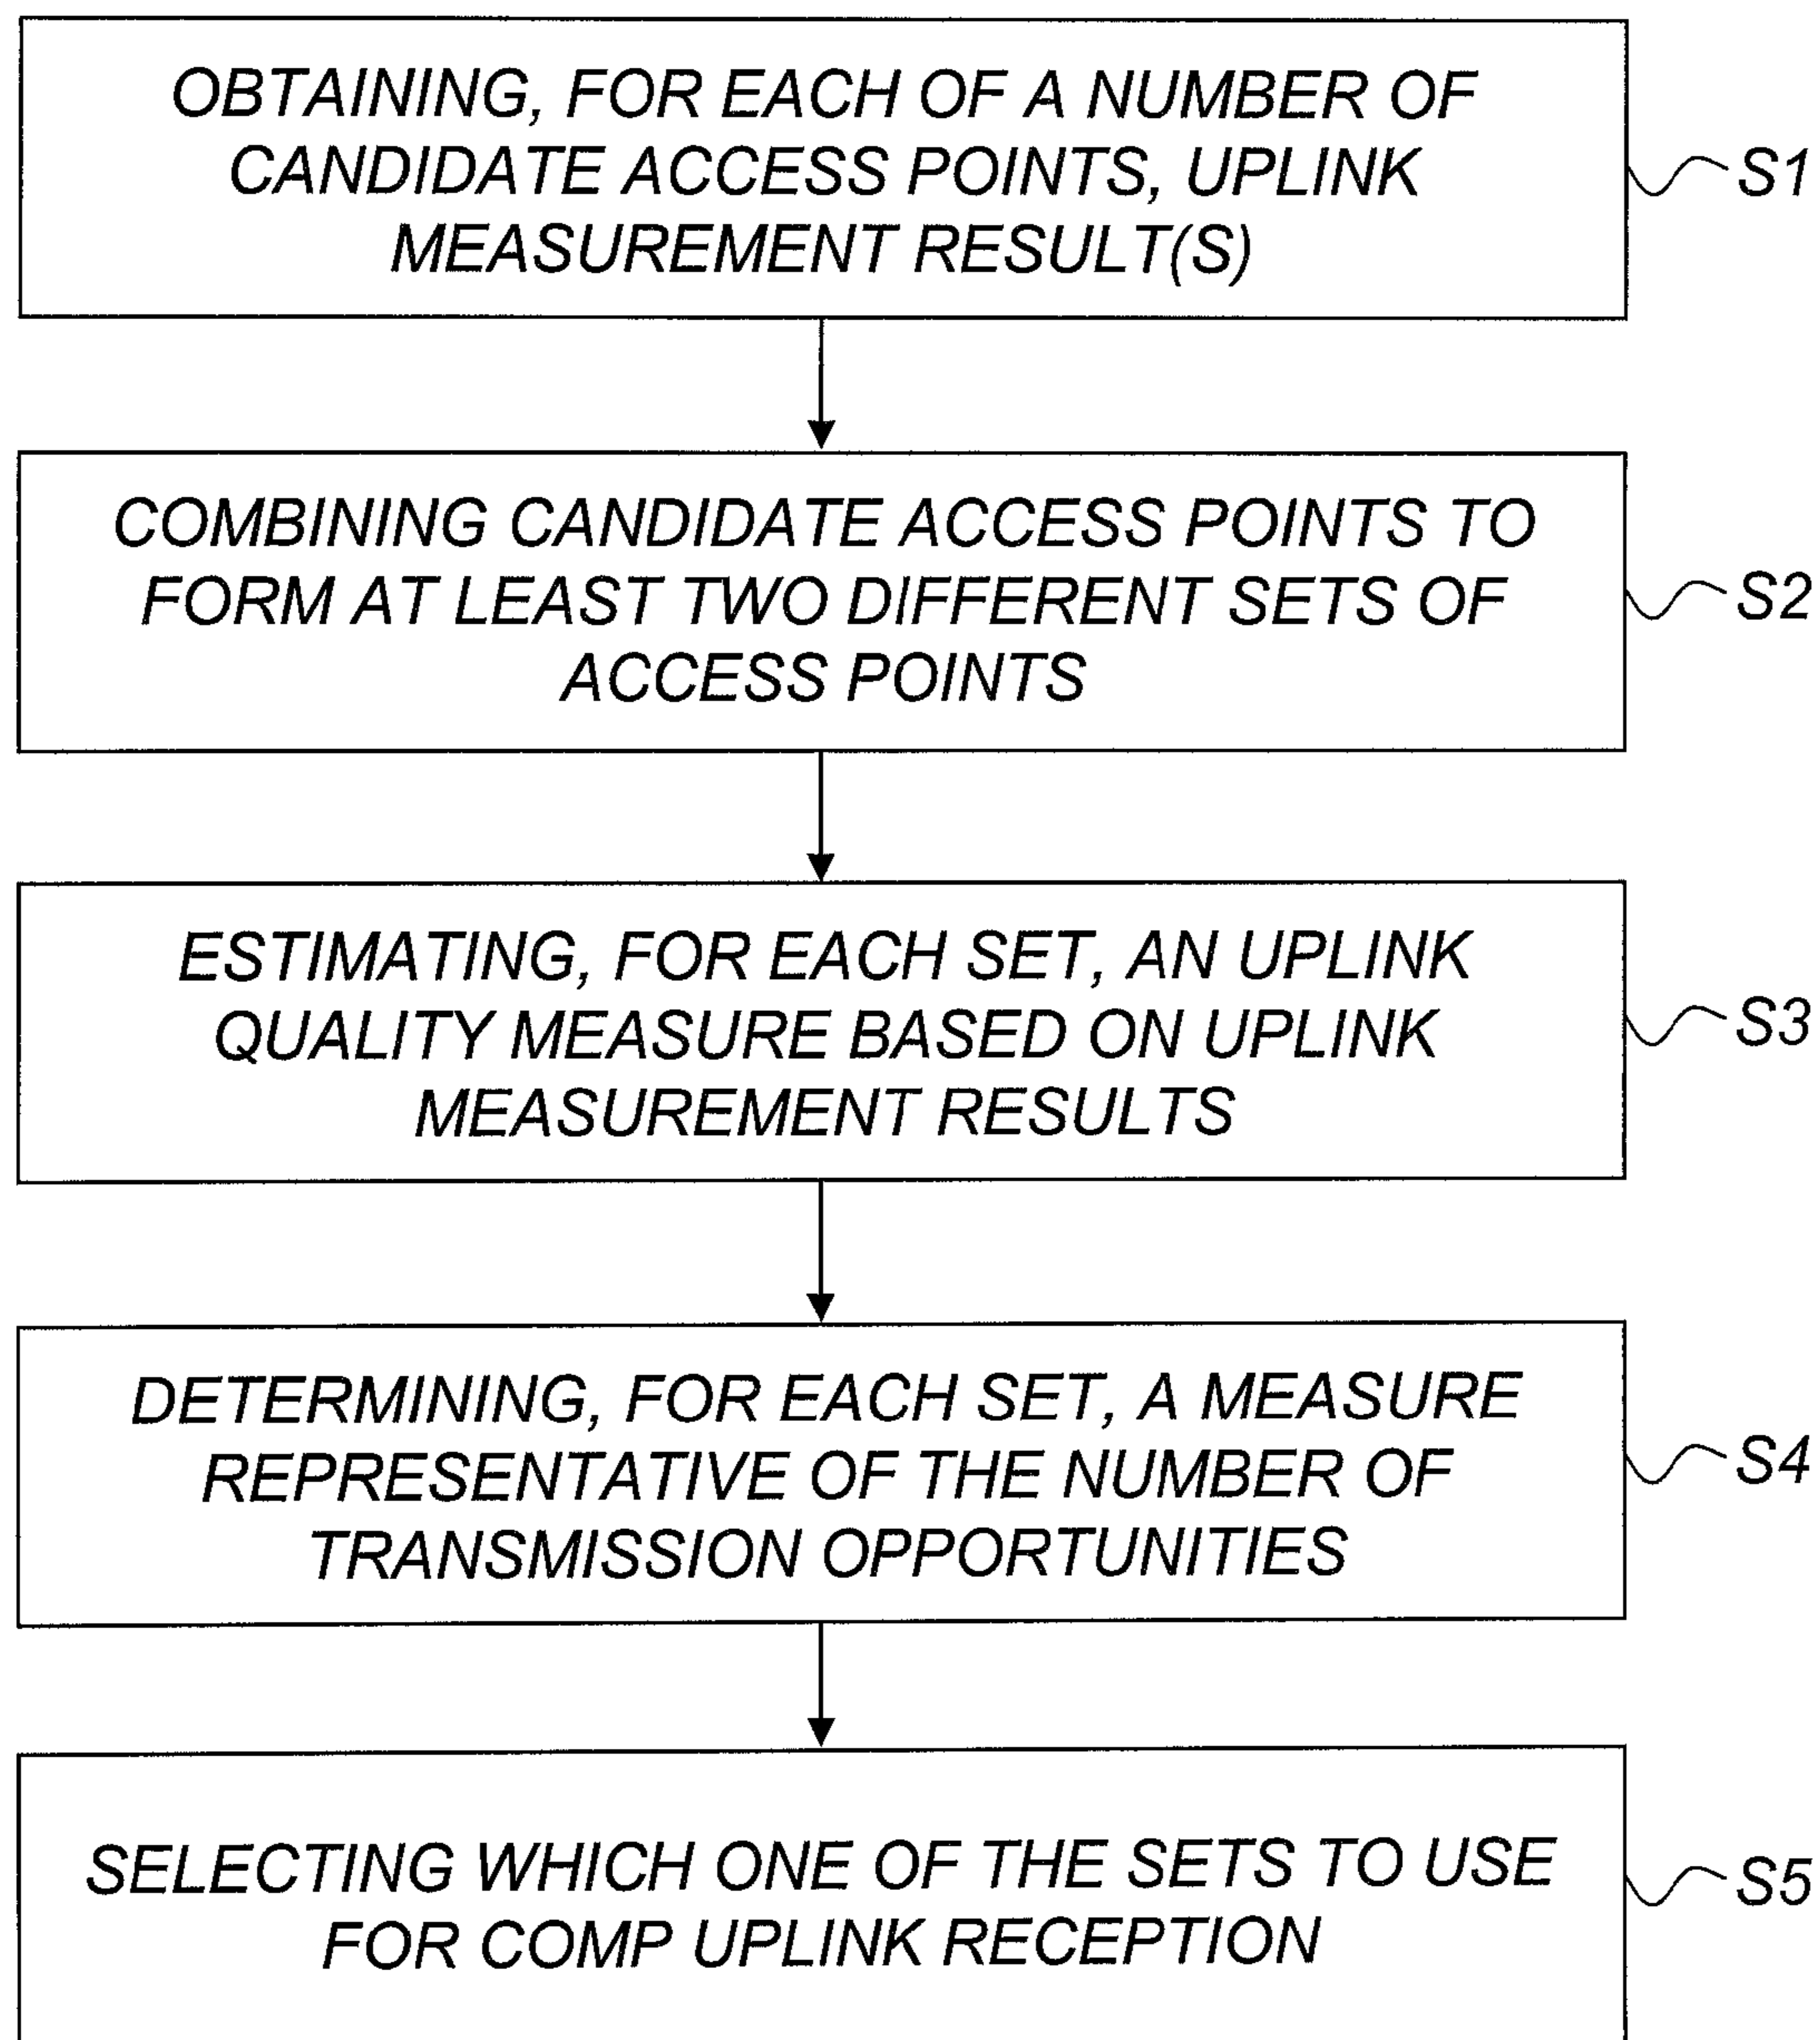 OBTAINING, FOR EACH OF A NUMBER OF
CANDIDATE ACCESS POINTS, UPLINK
MEASUREMENT RESULT(S)
S1
COMBINING CANDIDATE ACCESS POINTS TO
FORM AT LEAST TWO DIFFERENT SETS OF
ACCESS POINTS
S2
ESTIMATING, FOR EACH SET, AN UPLINK
QUALITY MEASURE BASED ON UPLINK
MEASUREMENT RESULTS
S3
DETERMINING, FOR EACH SET, A MEASURE
REPRESENTATIVE OF THE NUMBER OF
TRANSMISSION OPPORTUNITIES
S4
SELECTING WHICH ONE OF THE SETS TO USE
FOR COMP UPLINK RECEPTION
S5